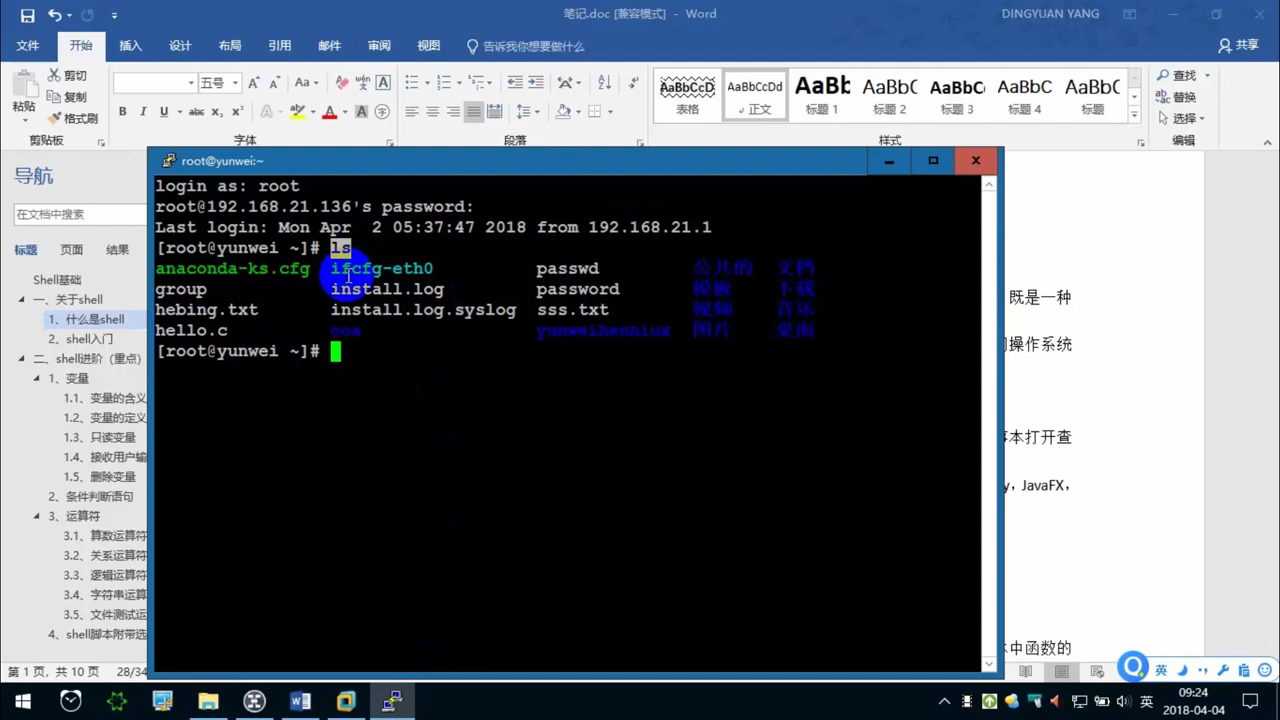 笔记.doc [兼容模式] - Word
DINGYUAN YANG
文件 开始 插入 设计 布局 引用 邮件 审阅 视图 告诉我你想要做什么 共享
剪切
复制
格式刷
粘贴
剪贴板
五号
字体
段落
AaBbCcD AaBbCcDd AaBb AaBbC AaBbC AaBbC AaBbC
表格 正文 标题 1 标题 2 标题 3 标题 4 标题
样式
查找
替换
选择
编辑
导航
在文档中搜索
标题 页面 结果
Shell基础
一、关于shell
1、什么是shell
2、shell入门
二、shell进阶（重点）
1、变量
1.1、变量的含义
1.2、变量的定义
1.3、只读变量
1.4、接收用户输
1.5、删除变量
2、条件判断语句
3、运算符
3.1、算数运算符
3.2、关系运算符
3.3、逻辑运算符
3.4、字符串运算
3.5、文件测试运
4、shell脚本附带选
root@yunwei:~
login as: root
root@192.168.21.136's password:
Last login: Mon Apr  2 05:37:47 2018 from 192.168.21.1
[root@yunwei ~]# ls
anaconda-ks.cfg ifcfg-eth0 passwd 公共的 文档
group install.log password 模板 下载
hebing.txt install.log.syslog sss.txt 视频 音乐
hello.c ooa yunweihenniux 图片 桌面
[root@yunwei ~]#
既是一种
操作系统
本打开查
JavaFX，
中函数的
第 1 页，共 10 页 28/34
英
英
09:24
2018-04-04